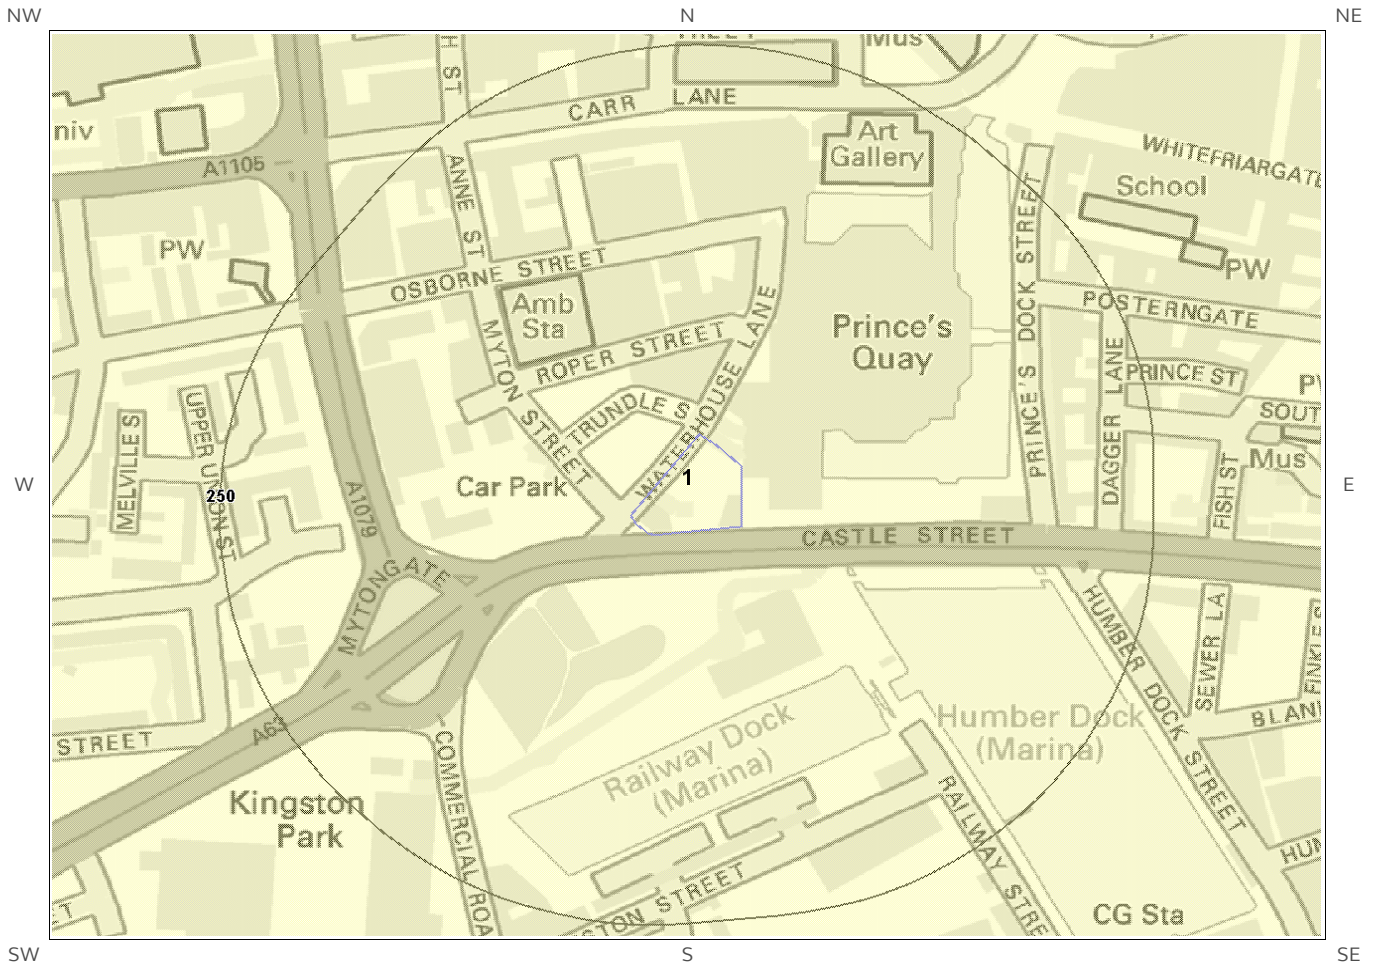 NW
N
NE
H ST
Mus
CARR LANE
Art
Gallery
niv
A1105
WHITEFRIARGATE
ANNE ST
School
PW
PW
OSBORNE STREET
Amb
Sta
PRINCE'S DOCK STREET
POSTERNGATE
WATERHOUSE LANE
Prince's
Quay
ROPER STREET
MYTON STREET
DAGGER LANE
PRINCE ST
UPPER UNION ST
TRUNDLE S
SOUT
MELVILLE S
Mus
W
Car Park
1
E
250
A1079
FISH ST
CASTLE STREET
MYTONGATE
HUMBER DOCK STREET
SEWER LA
Humber Dock
(Marina)
BLAN
A63
STREET
Railway Dock
(Marina)
COMMERCIAL ROA
Kingston
Park
RAILWAY STRE
HUM
STON STREET
CG Sta
SW
S
SE